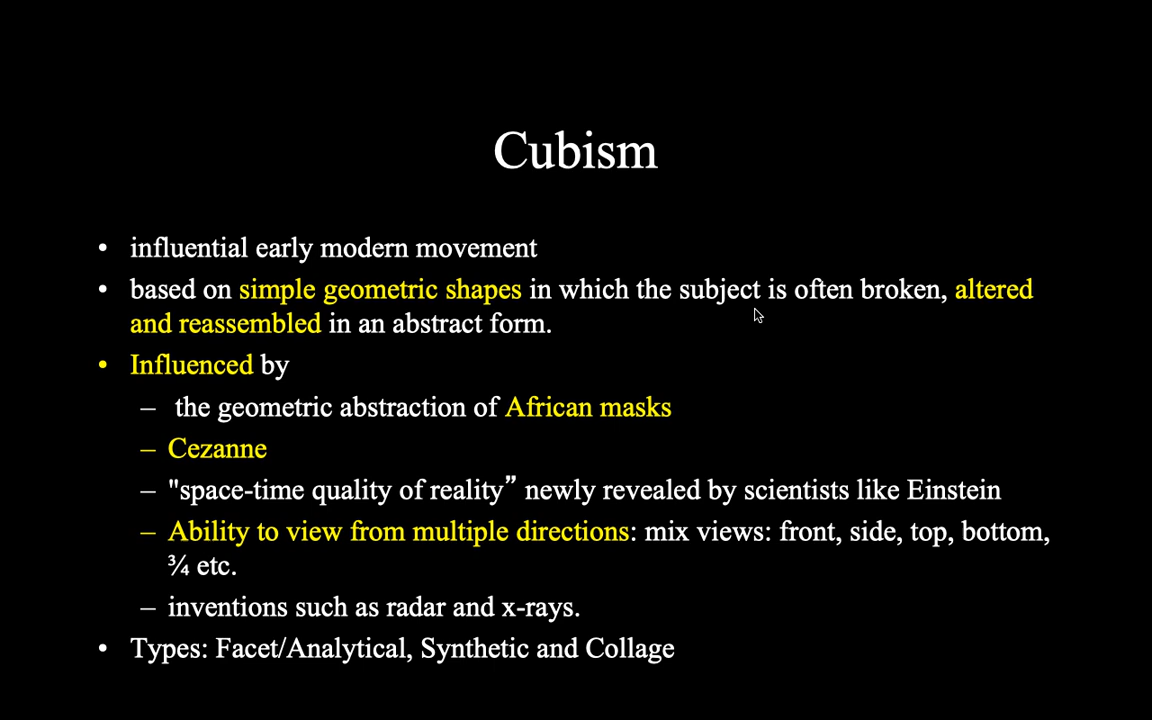 Cubism
• influential early modern movement
• based on simple geometric shapes in which the subject is often broken, altered
and reassembled in an abstract form.
• Influenced by
– the geometric abstraction of African masks
– Cezanne
– "space-time quality of reality” newly revealed by scientists like Einstein
– Ability to view from multiple directions: mix views: front, side, top, bottom,
¾ etc.
– inventions such as radar and x-rays.
• Types: Facet/Analytical, Synthetic and Collage